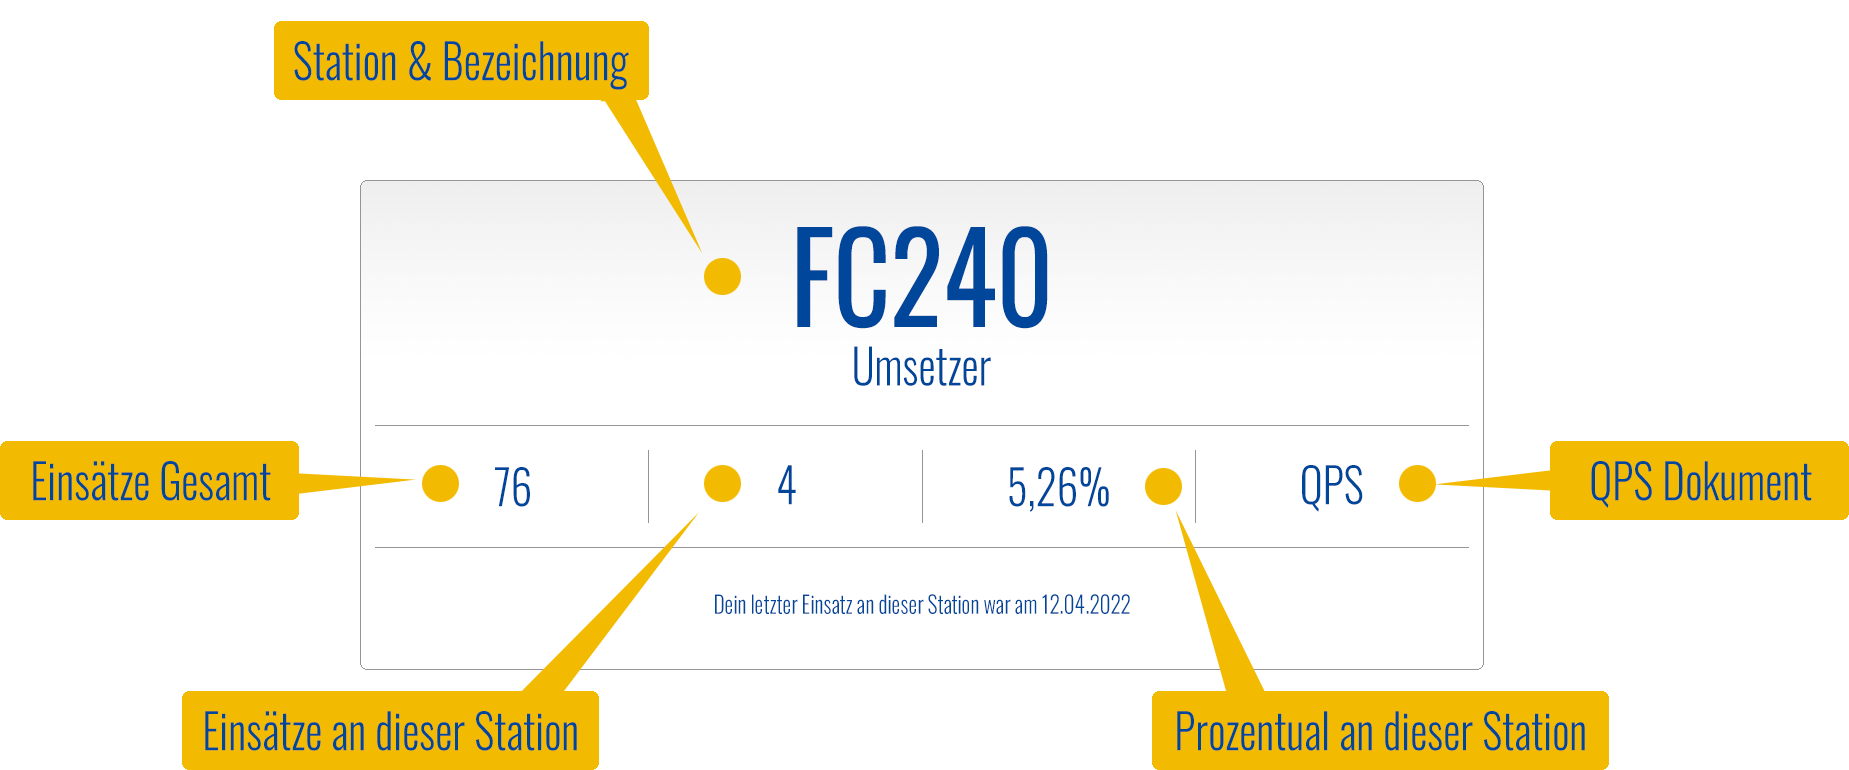 Station & Bezeichnung
FC240
Umsetzer
Einsätze Gesamt
76
4
5,26%
QPS
QPS Dokument
Dein letzter Einsatz an dieser Station war am 12.04.2022
Einsätze an dieser Station
Prozentual an dieser Station